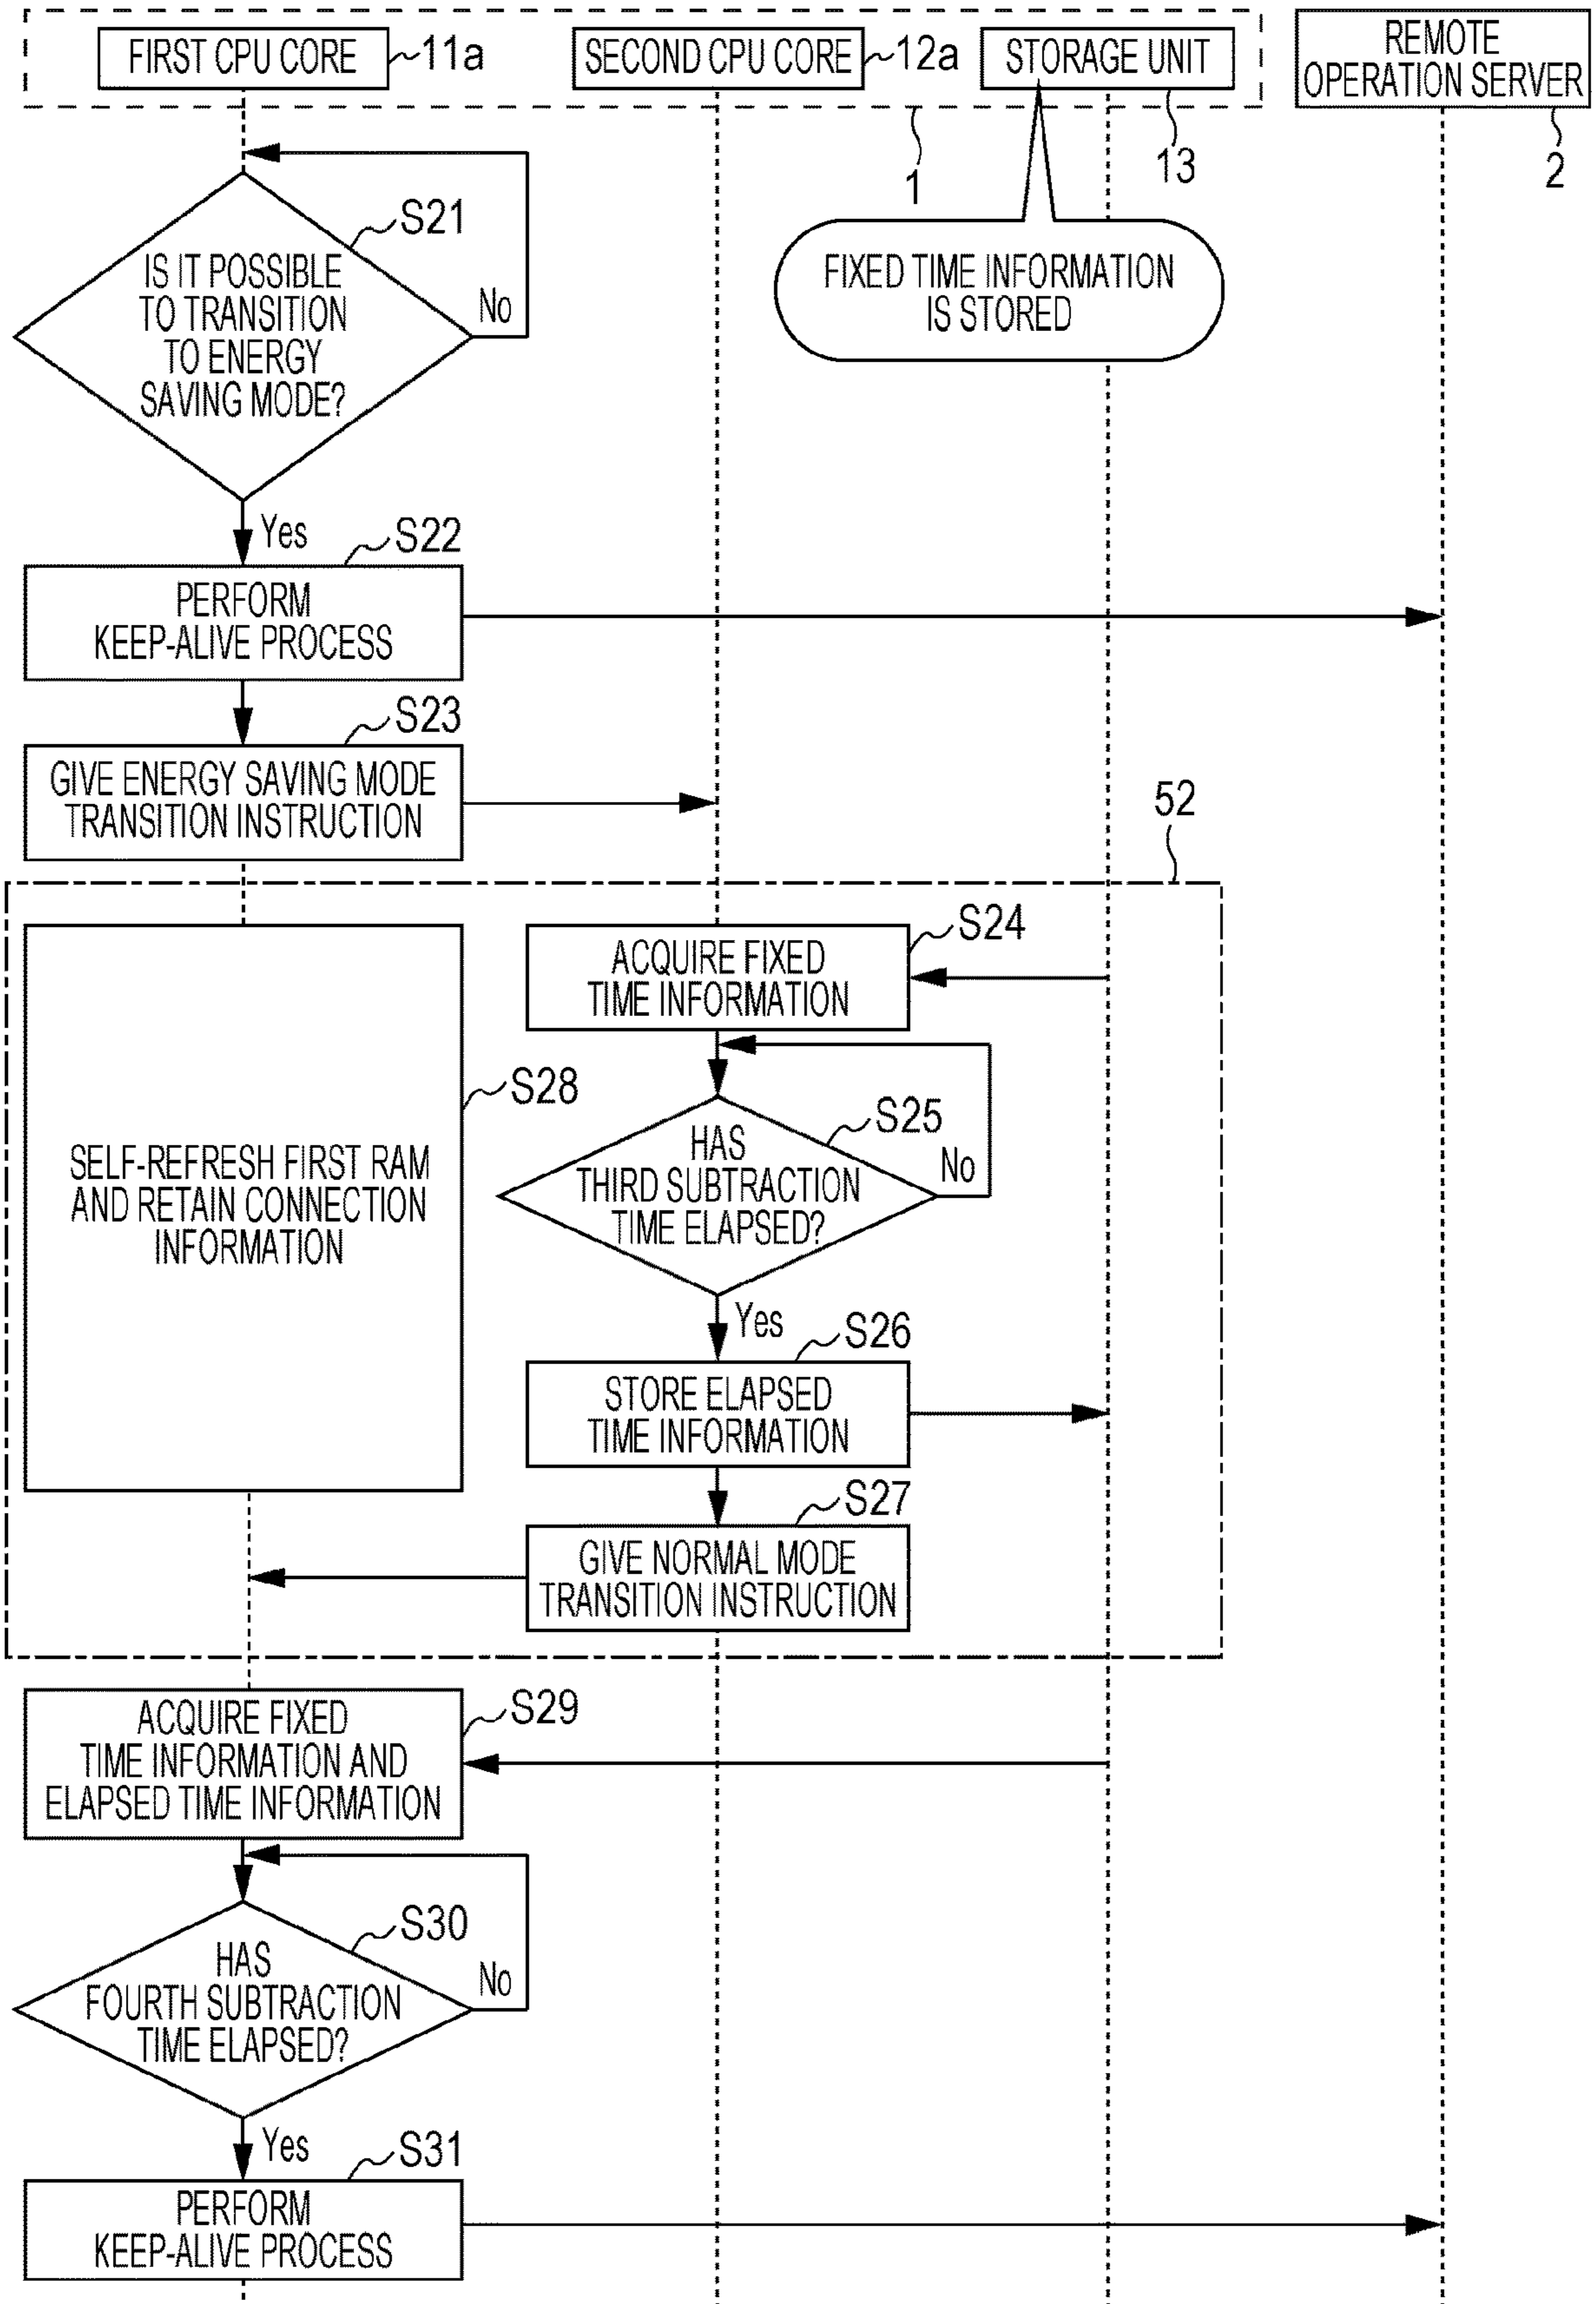 FIRST CPU CORE
11a
SECOND CPU CORE
12a
STORAGE UNIT
REMOTE
OPERATION SERVER
1
13
2
S21
IS IT POSSIBLE
TO TRANSITION
TO ENERGY
SAVING MODE?
No
FIXED TIME INFORMATION
IS STORED
Yes
S22
PERFORM
KEEP-ALIVE PROCESS
S23
GIVE ENERGY SAVING MODE
TRANSITION INSTRUCTION
52
S24
ACQUIRE FIXED
TIME INFORMATION
S28
SELF-REFRESH FIRST RAM
AND RETAIN CONNECTION
INFORMATION
S25
HAS
THIRD SUBTRACTION
TIME ELAPSED?
No
Yes
S26
STORE ELAPSED
TIME INFORMATION
S27
GIVE NORMAL MODE
TRANSITION INSTRUCTION
S29
ACQUIRE FIXED
TIME INFORMATION AND
ELAPSED TIME INFORMATION
S30
HAS
FOURTH SUBTRACTION
TIME ELAPSED?
No
Yes
S31
PERFORM
KEEP-ALIVE PROCESS